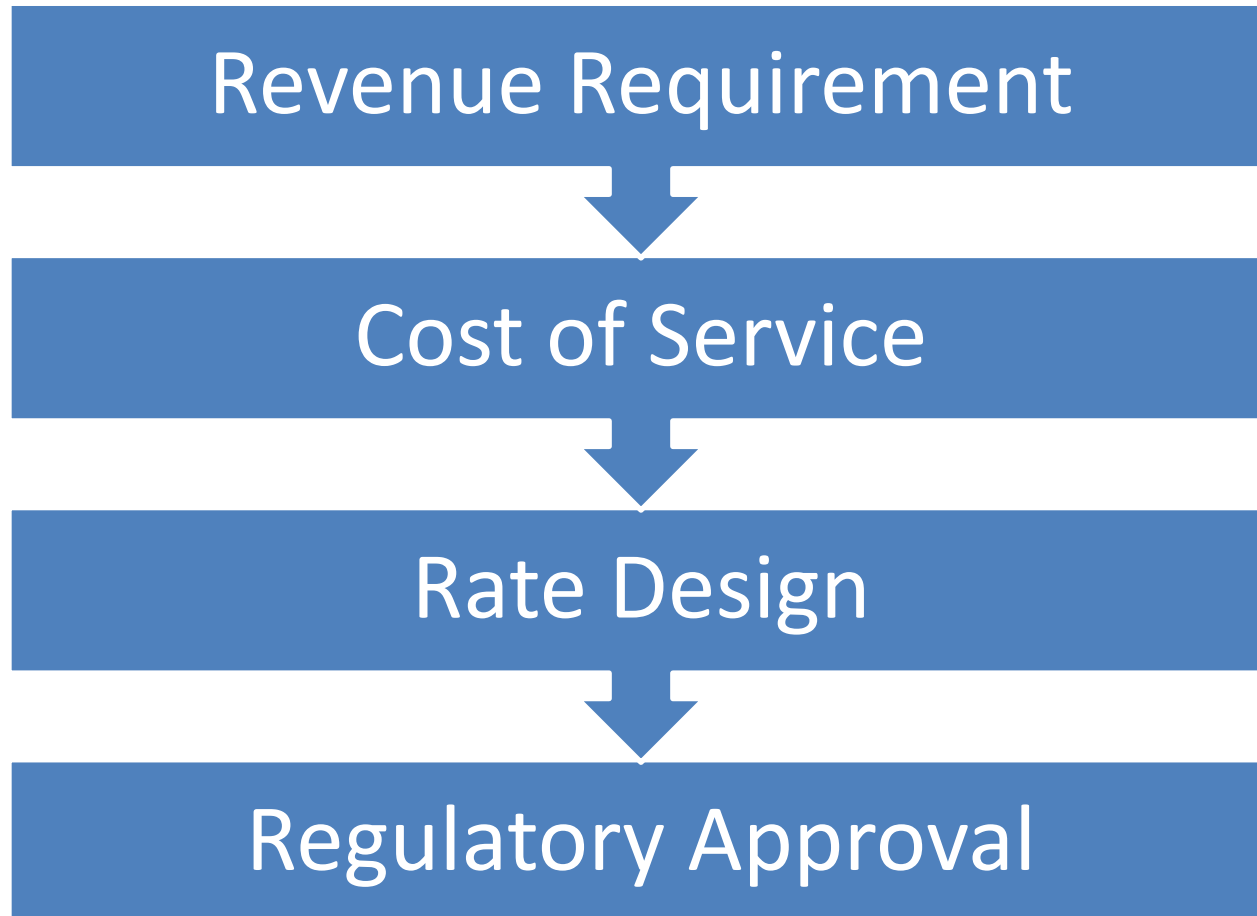 Revenue Requirement
Cost of Service
Rate Design
Regulatory Approval